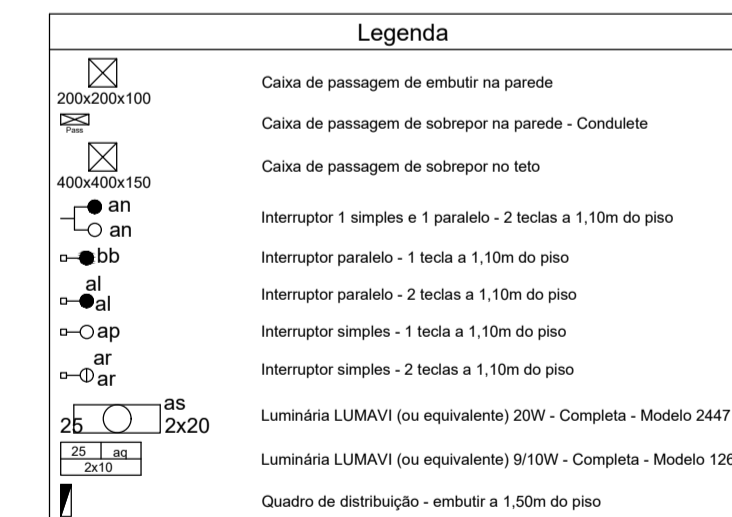 Legenda
200x200x100
Caixa de passagem de embutir na parede
Pass
Caixa de passagem de sobrepor na parede - Condulete
400x400x150
Caixa de passagem de sobrepor no teto
an
an
Interruptor 1 simples e 1 paralelo - 2 teclas a 1,10m do piso
bb
Interruptor paralelo - 1 tecla a 1,10m do piso
al
al
Interruptor paralelo - 2 teclas a 1,10m do piso
ap
Interruptor simples - 1 tecla a 1,10m do piso
ar
ar
Interruptor simples - 2 teclas a 1,10m do piso
as
25 2x20
Luminária LUMAVI (ou equivalente) 20W - Completa - Modelo 2447
25 aq
2x10
Luminária LUMAVI (ou equivalente) 9/10W - Completa - Modelo 126
Quadro de distribuição - embutir a 1,50m do piso